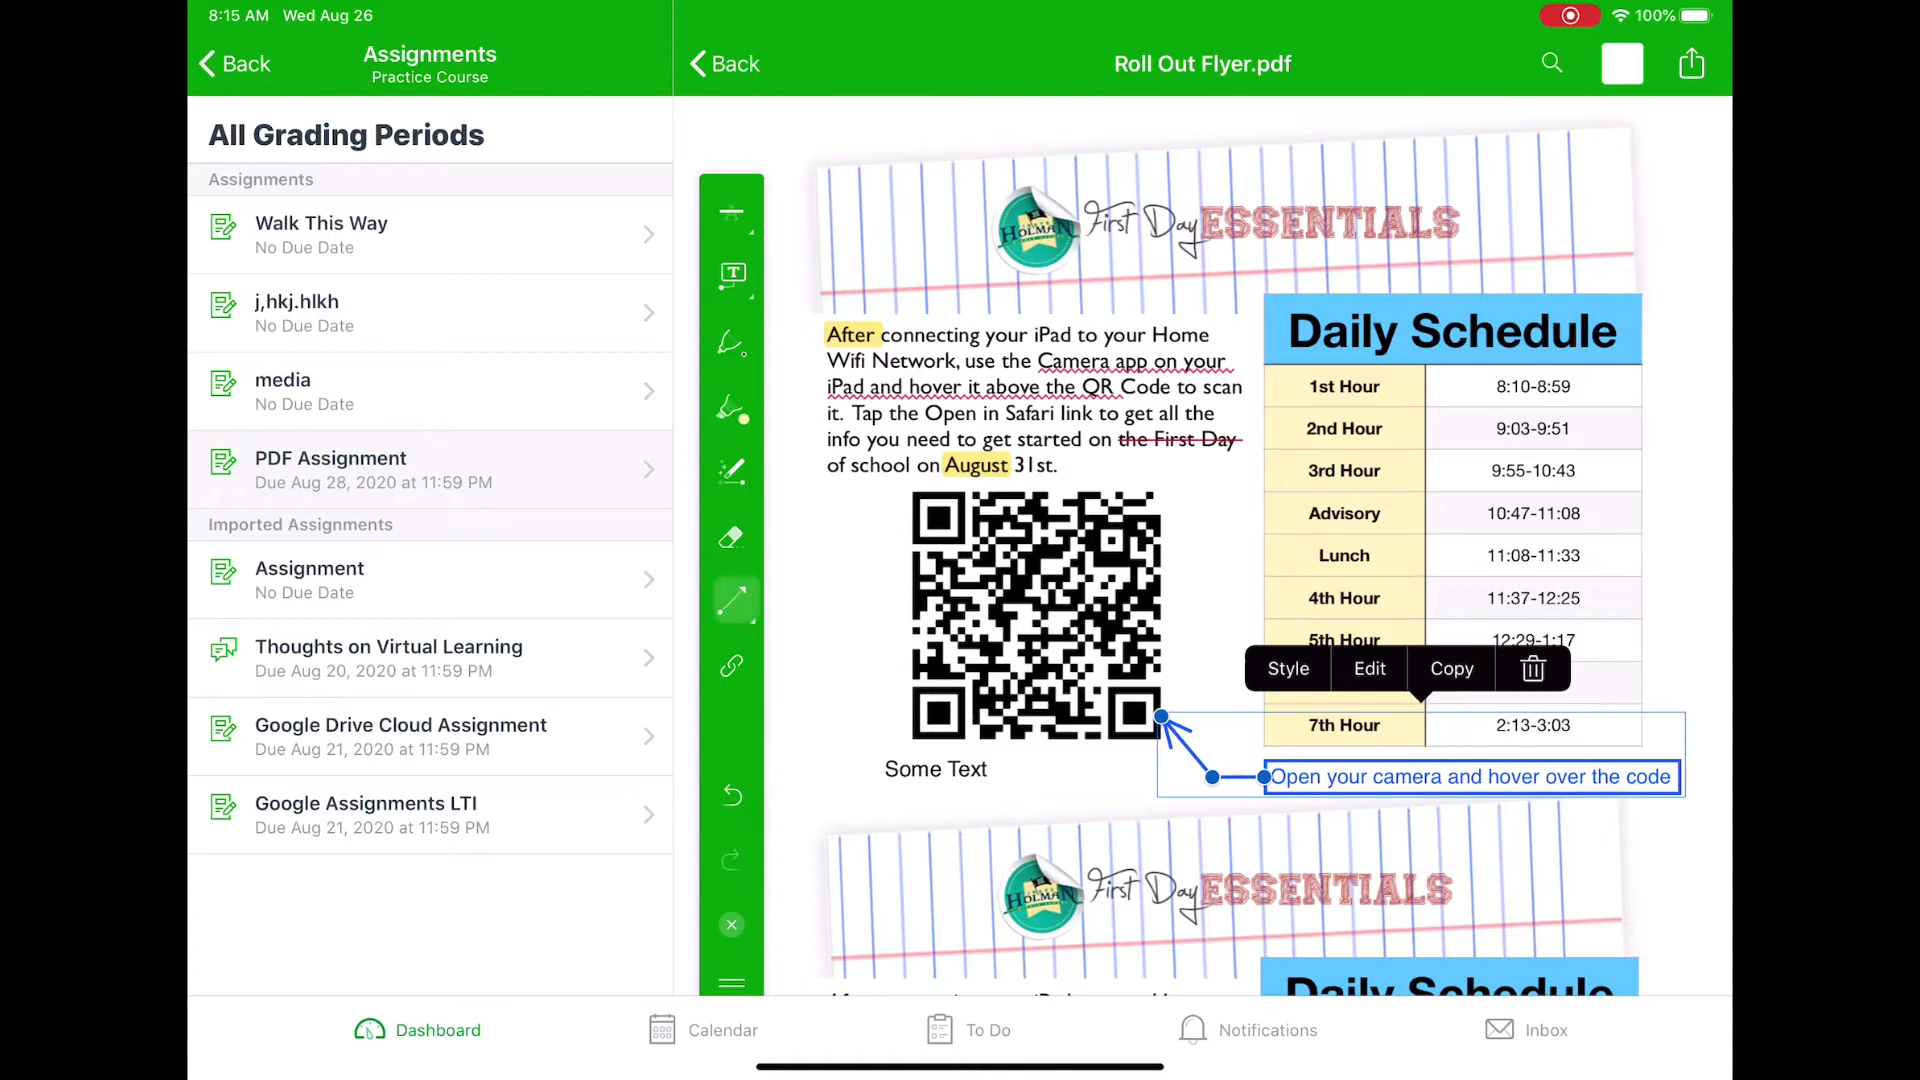 8:15 AM Wed Aug 26
100%
Back
Assignments
Practice Course
Back
Roll Out Flyer.pdf
All Grading Periods
Assignments
Walk This Way
No Due Date
j,hkj.hlkh
No Due Date
media
No Due Date
PDF Assignment
Due Aug 28, 2020 at 11:59 PM
Imported Assignments
Assignment
No Due Date
Thoughts on Virtual Learning
Due Aug 20, 2020 at 11:59 PM
Google Drive Cloud Assignment
Due Aug 21, 2020 at 11:59 PM
Google Assignments LTI
Due Aug 21, 2020 at 11:59 PM
HOLMAN
First Day ESSENTIALS
After connecting your iPad to your Home
Wifi Network, use the Camera app on your
iPad and hover it above the QR Code to scan
it. Tap the Open in Safari link to get all the
info you need to get started on the First Day
of school on August 31st.
Some Text
Daily Schedule
1st Hour 8:10-8:59
2nd Hour 9:03-9:51
3rd Hour 9:55-10:43
Advisory 10:47-11:08
Lunch 11:08-11:33
4th Hour 11:37-12:25
5th Hour 12:29-1:17
Style Edit Copy
7th Hour 2:13-3:03
Open your camera and hover over the code
HOLMAN
First Day ESSENTIALS
Daily Schedule
Dashboard
Calendar
To Do
Notifications
Inbox